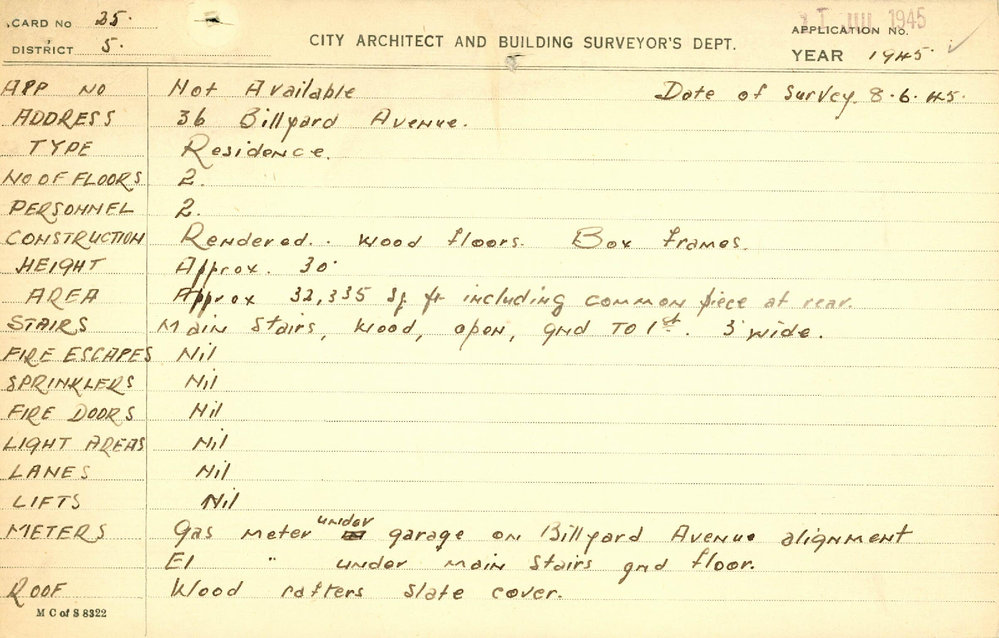 CARD No 25.
DISTRICT 5.
CITY ARCHITECT AND BUILDING SURVEYOR'S DEPT.
JUL 1945
APPLICATION No.
YEAR 1945
APP NO Not Available Date of Survey. 8.6.45.
ADDRESS 36 Billyard Avenue.
TYPE Residence.
NO OF FLOORS 2.
PERSONNEL 2.
CONSTRUCTION Rendered.. Wood floors. Box frames.
HEIGHT Approx. 30'
AREA Approx 32,335 Sq ft including common piece at rear.
STAIRS Main Stairs, Wood, open, gnd TO 1st. 3' wide.
FIRE ESCAPES Nil
SPRINKLERS Nil
FIRE DOORS Nil
LIGHT AREAS Nil
LANES Nil
LIFTS Nil
METERS Gas meter under garage on Billyard Avenue alignment
El " under main Stairs gnd floor.
ROOF Wood rafters slate cover.
M C of S 8322